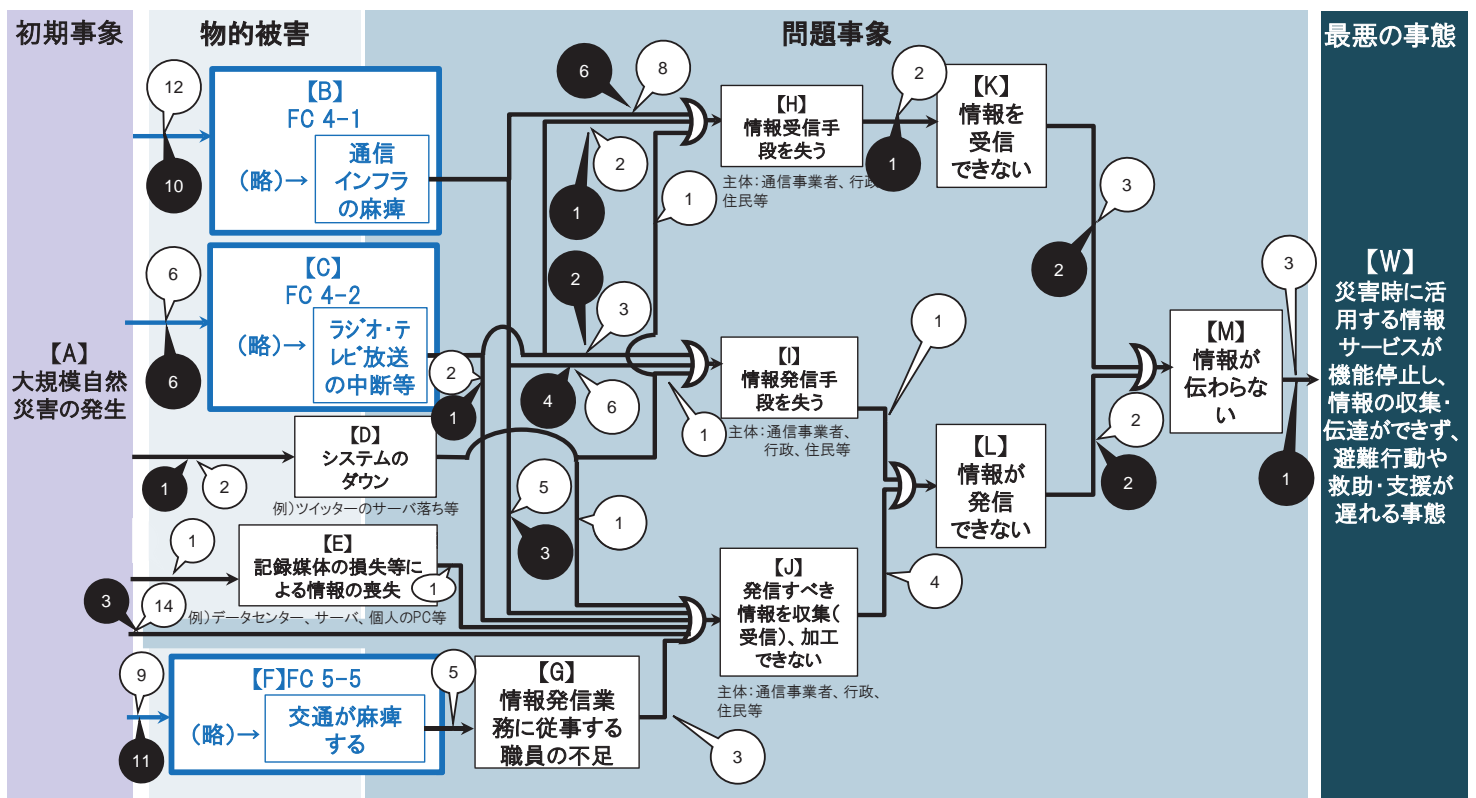 初期事象
物的被害
問題事象
最悪の事態
【A】
大規模自然
災害の発生
12
10
【B】
FC 4-1
(略)→
通信
インフラ
の麻痺
6
6
【C】
FC 4-2
(略)→
ラジオ・テ
レビ放送
の中断等
1
2
【D】
システムの
ダウン
例)ツイッターのサーバ落ち等
1
【E】
記録媒体の損失等に
よる情報の喪失
1
例)データセンター、サーバ、個人のPC等
3
14
9
11
【F】FC 5-5
(略)→
交通が麻痺
する
5
【G】
情報発信業
務に従事する
職員の不足
3
6
8
1
2
1
2
3
2
1
4
6
1
5
3
1
【H】
情報受信手
段を失う
主体:通信事業者、行政、
住民等
2
1
【K】
情報を
受信
できない
3
2
【I】
情報発信手
段を失う
主体:通信事業者、
行政、住民等
1
【L】
情報が
発信
できない
2
2
【J】
発信すべき
情報を収集(
受信)、加工
できない
主体:通信事業者、行政、
住民等
4
【M】
情報が
伝わらな
い
3
1
【W】
災害時に活
用する情報
サービスが
機能停止し、
情報の収集・
伝達ができず、
避難行動や
救助・支援が
遅れる事態